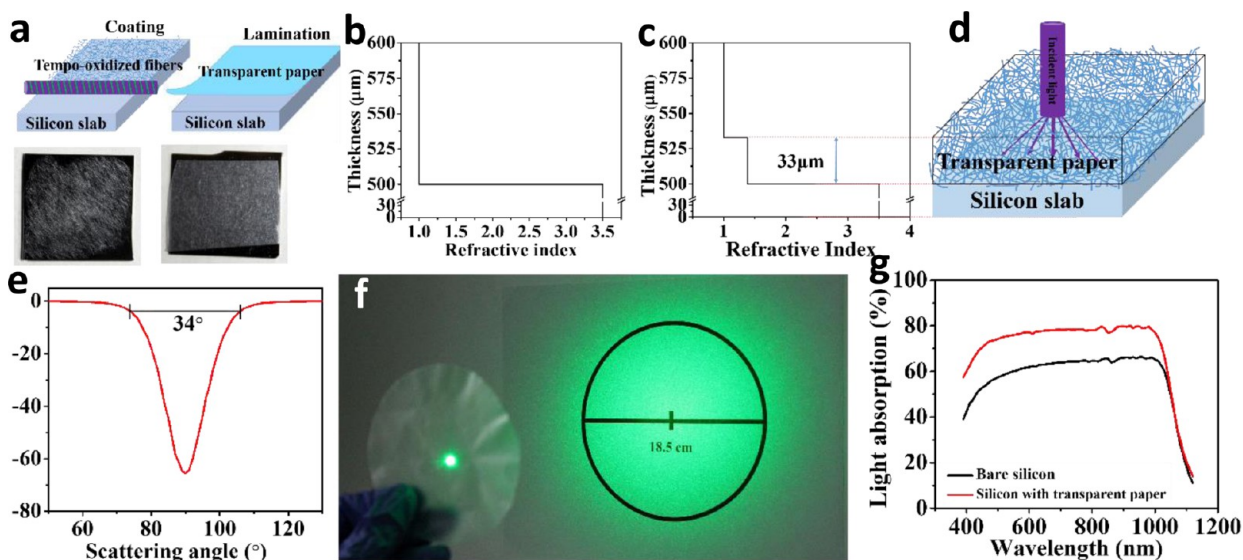 a
Coating
Tempo-oxidized fibers
Silicon slab
Lamination
Transparent paper
Silicon slab
b
Thickness (μm)
600
575
550
525
500
30
0
1.0 1.5 2.0 2.5 3.0 3.5
Refractive index
c
Thickness (μm)
600
575
550
525
500
30
0
33μm
1 2 3 4
Refractive Index
d
Incident light
Transparent paper
Silicon slab
e
0
-20
-40
-60
-80
34°
60 80 100 120
Scattering angle (°)
f
18.5 cm
g
Light absorption (%)
100
80
60
40
20
0
Bare silicon
Silicon with transparent paper
400 600 800 1000 1200
Wavelength (nm)